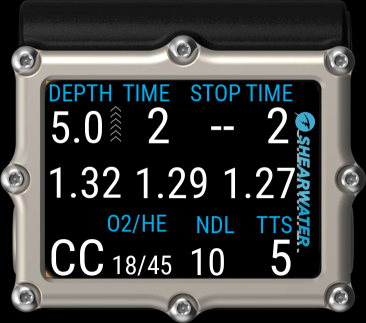 DEPTH TIME STOP TIME
5.0 2 -- 2
1.32 1.29 1.27
O2/HE NDL TTS
CC 18/45 10 5
SHEARWATER